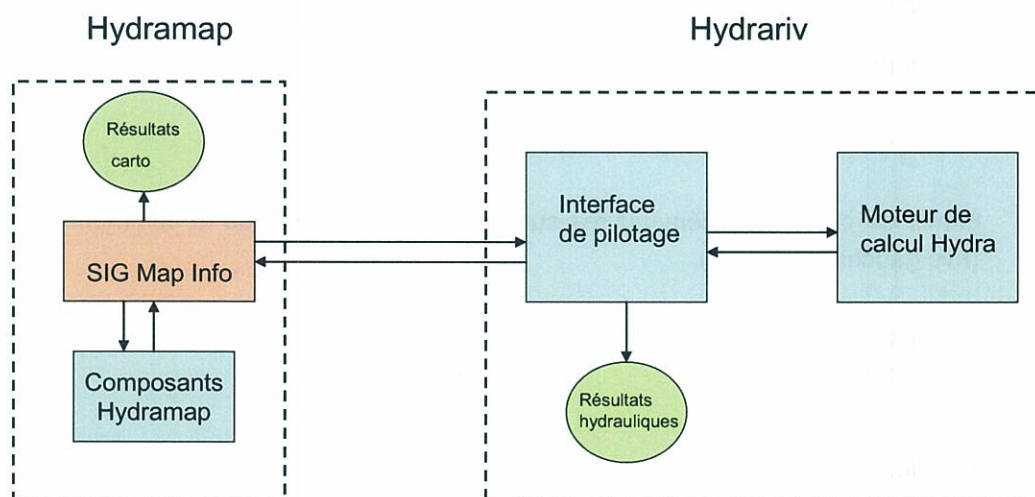 Hydramap
Hydrariv
Résultats
carto
SIG Map Info
Composants
Hydramap
Interface
de pilotage
Moteur de
calcul Hydra
Résultats
hydrauliques